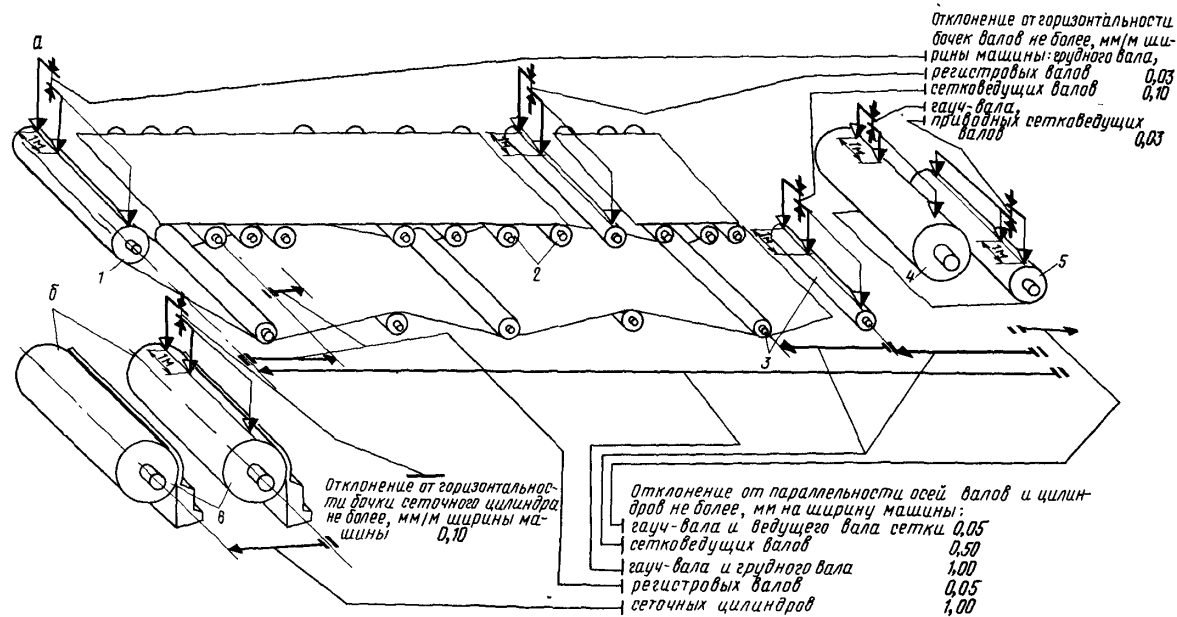 а
Отклонение от горизонтальности
бочек валов не более, мм/м ши-
рины машины: грудного вала,
регистровых валов 0,03
сетковедущих валов 0,10
гауч-вала,
приводных сетковедущих
валов 0,03
1м
1м
1м
1м
1м
1
2
3
4
5
б
1м
в
Отклонение от горизонтальнос-
ти бочки сеточного цилиндра
не более, мм/м ширины ма-
шины 0,10
Отклонение от параллельности осей валов и цилин-
дров не более, мм на ширину машины:
гауч-вала и ведущего вала сетки 0,05
сетковедущих валов 0,50
гауч-вала и грудного вала 1,00
регистровых валов 0,05
сеточных цилиндров 1,00